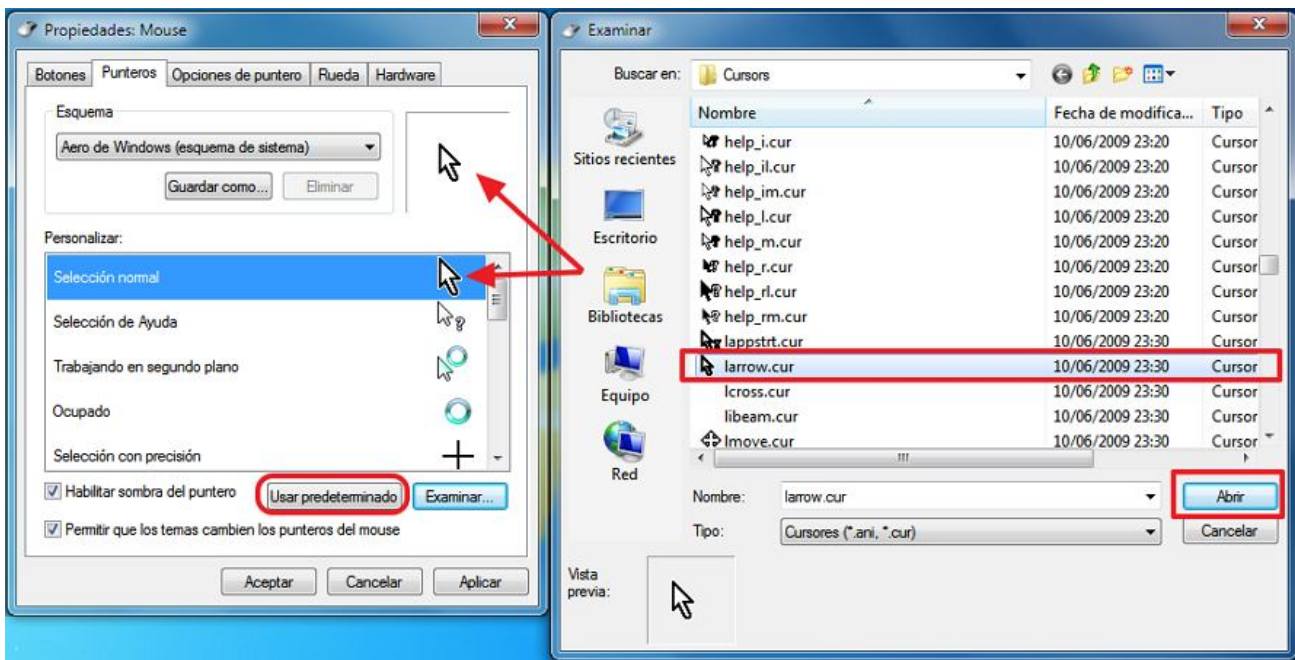 Propiedades: Mouse
Botones Punteros Opciones de puntero Rueda Hardware
Esquema
Aero de Windows (esquema de sistema)
Guardar como... Eliminar
Personalizar:
Selección normal
Selección de Ayuda
Trabajando en segundo plano
Ocupado
Selección con precisión
Habilitar sombra del puntero Usar predeterminado Examinar...
Permitir que los temas cambien los punteros del mouse
Aceptar Cancelar Aplicar
Examinar
Buscar en: Cursors
Sitios recientes
Escritorio
Bibliotecas
Equipo
Red
Nombre Fecha de modifica... Tipo
help_i.cur 10/06/2009 23:20 Cursor
help_il.cur 10/06/2009 23:20 Cursor
help_im.cur 10/06/2009 23:20 Cursor
help_l.cur 10/06/2009 23:20 Cursor
help_m.cur 10/06/2009 23:20 Cursor
help_r.cur 10/06/2009 23:20 Cursor
help_rl.cur 10/06/2009 23:20 Cursor
help_rm.cur 10/06/2009 23:20 Cursor
lappstrt.cur 10/06/2009 23:30 Cursor
larrow.cur 10/06/2009 23:30 Cursor
lcross.cur 10/06/2009 23:30 Cursor
libeam.cur 10/06/2009 23:30 Cursor
lmove.cur 10/06/2009 23:30 Cursor
Nombre: larrow.cur Abrir
Tipo: Cursores (*.ani, *.cur) Cancelar
Vista
previa: